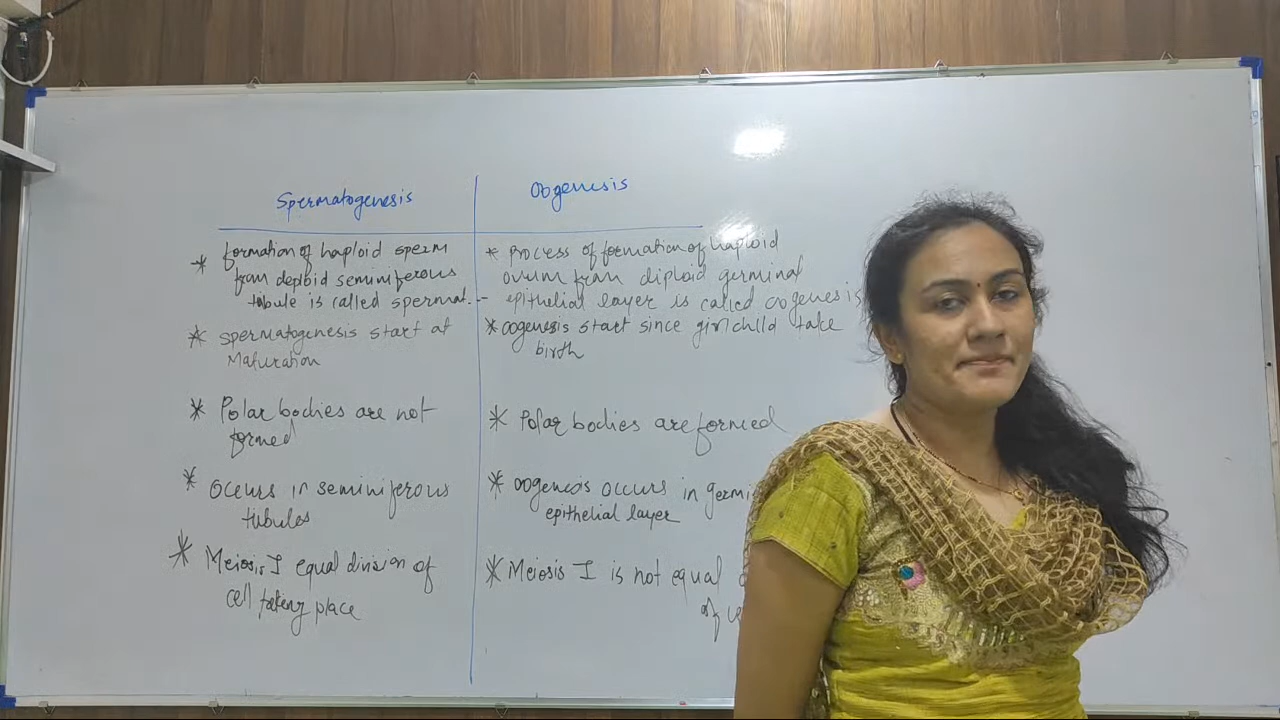 Spermatogenesis
* formation of haploid sperm
from deploid seminiferous
tubule is called spermat.
* spermatogenesis start at
Maturation
* Polar bodies are not
formed
* Occurs in seminiferous
tubules
* Meiosis I equal division of
cell taking place
Oogenesis
* Process of formation of haploid
ovum from diploid germinal
epithelial layer is called oogenesis
* oogenesis start since girl child take
birth
* Polar bodies are formed
* oogenesis occurs in germi
epithelial layer
* Meiosis I is not equal
of